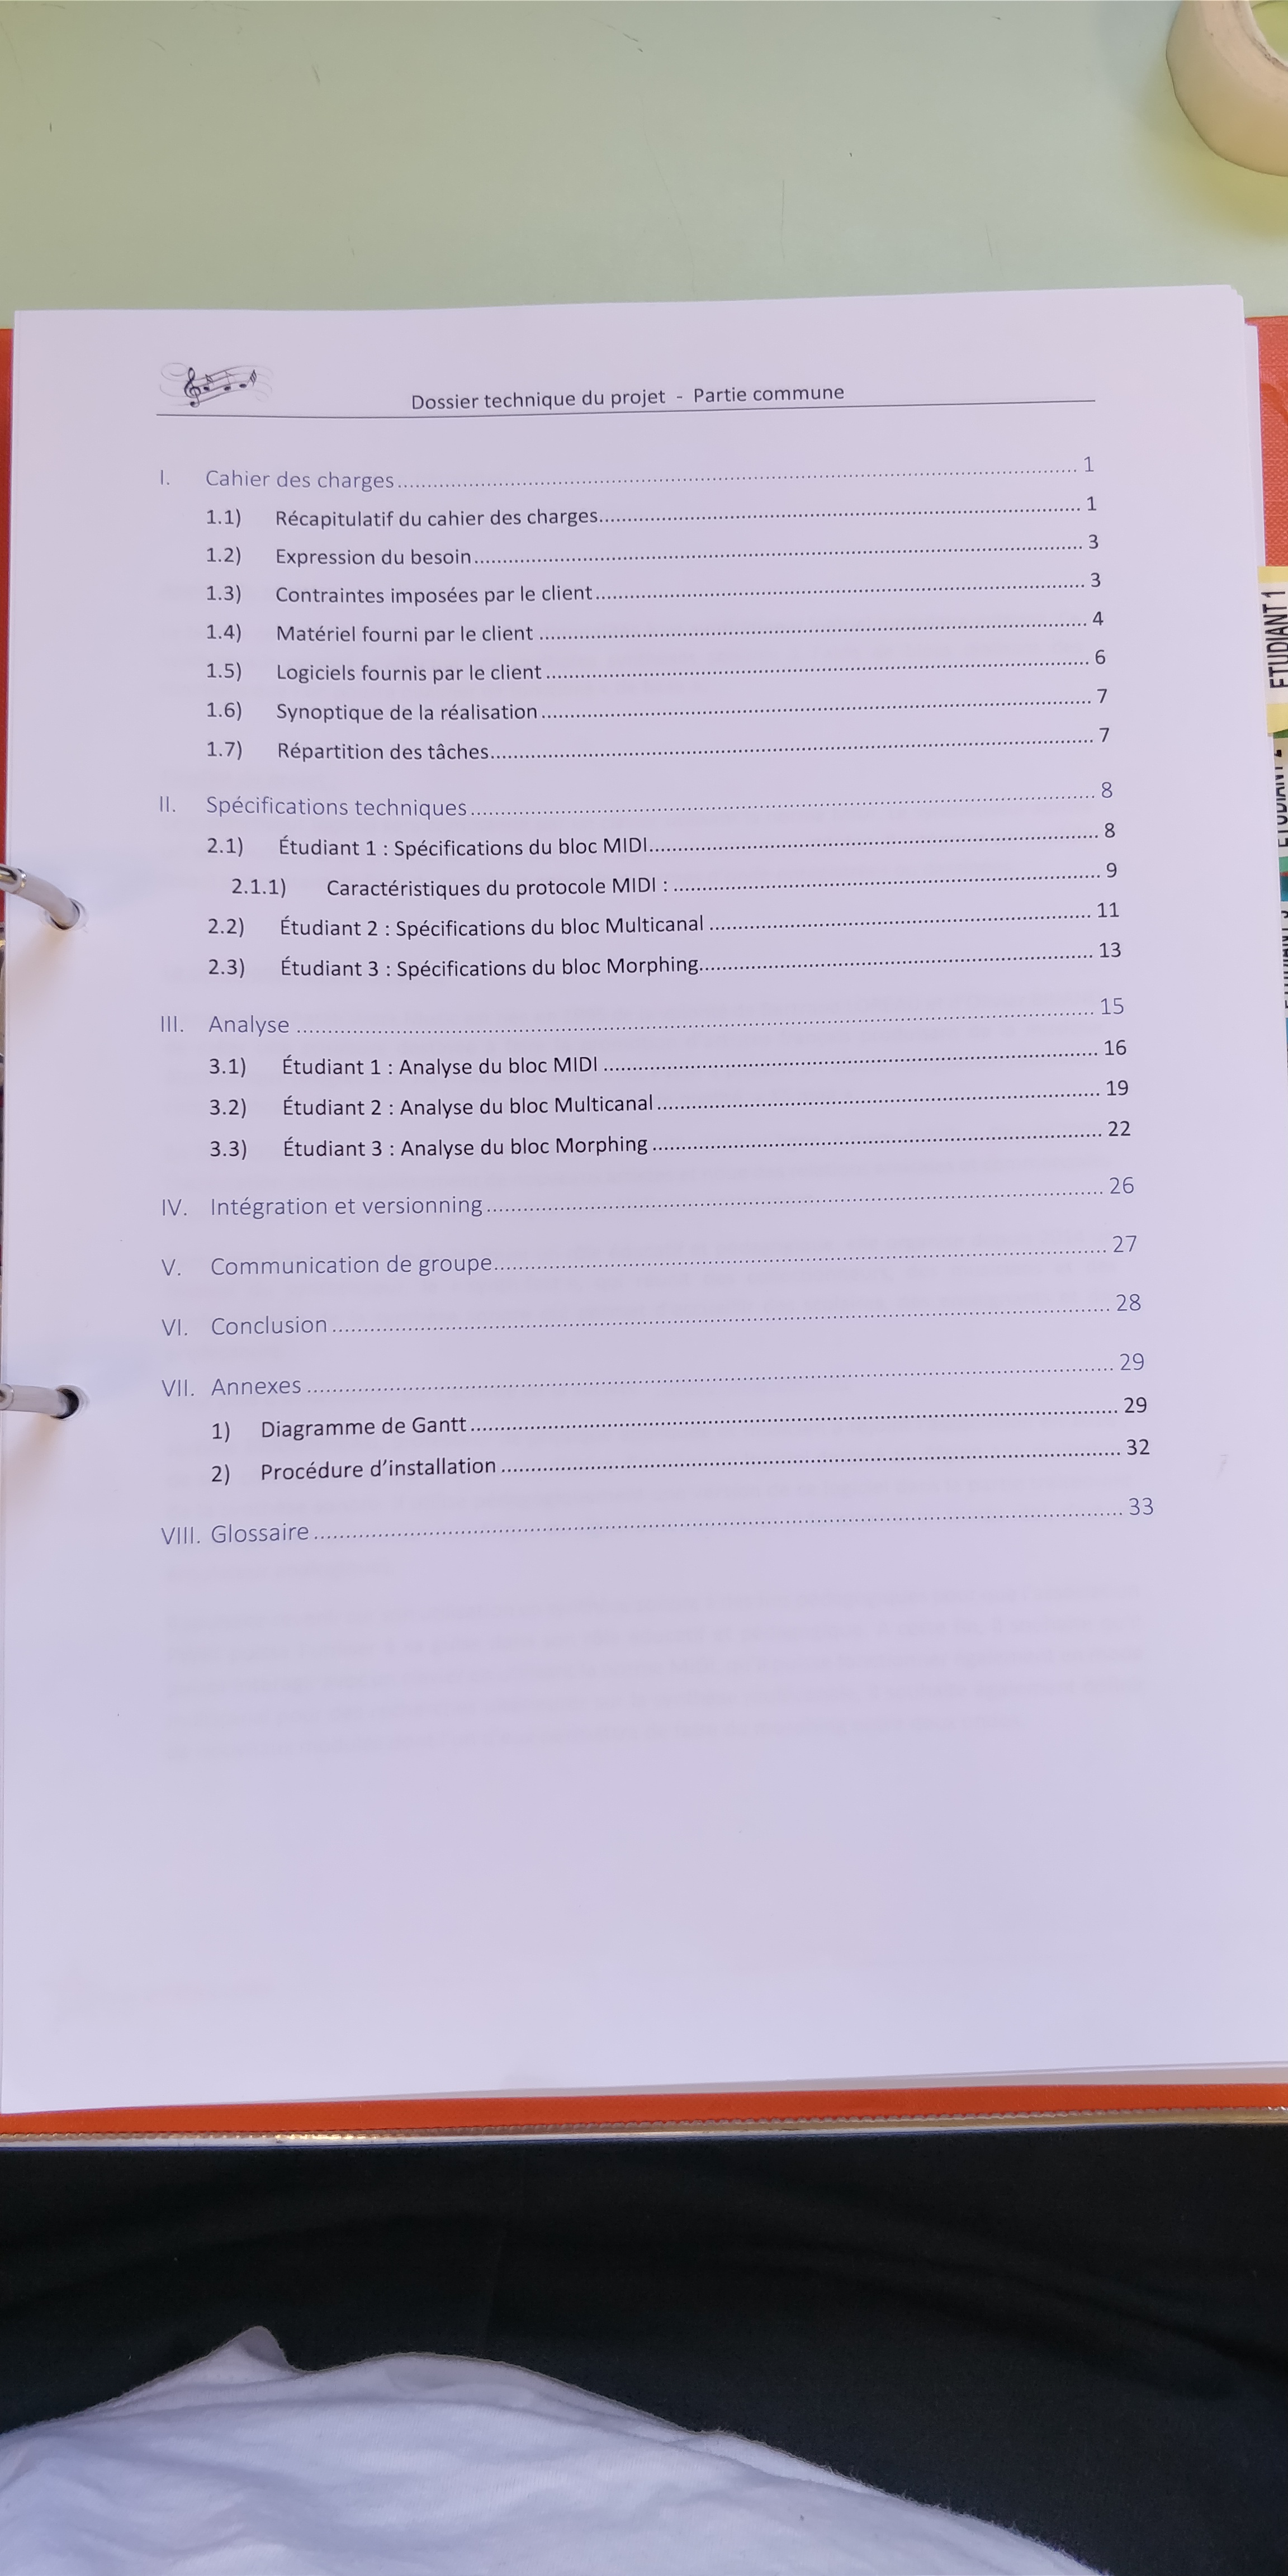 Dossier technique du projet - Partie commune
I. Cahier des charges 1
1.1) Récapitulatif du cahier des charges 1
1.2) Expression du besoin 3
1.3) Contraintes imposées par le client 3
1.4) Matériel fourni par le client 4
1.5) Logiciels fournis par le client 6
1.6) Synoptique de la réalisation 7
1.7) Répartition des tâches 7
II. Spécifications techniques 8
2.1) Étudiant 1 : Spécifications du bloc MIDI 8
2.1.1) Caractéristiques du protocole MIDI : 9
2.2) Étudiant 2 : Spécifications du bloc Multicanal 11
2.3) Étudiant 3 : Spécifications du bloc Morphing 13
III. Analyse 15
3.1) Étudiant 1 : Analyse du bloc MIDI 16
3.2) Étudiant 2 : Analyse du bloc Multicanal 19
3.3) Étudiant 3 : Analyse du bloc Morphing 22
IV. Intégration et versionning 26
V. Communication de groupe 27
VI. Conclusion 28
VII. Annexes 29
1) Diagramme de Gantt 29
2) Procédure d'installation 32
VIII. Glossaire 33
ETUDIANT 1
ETUDIANT 2